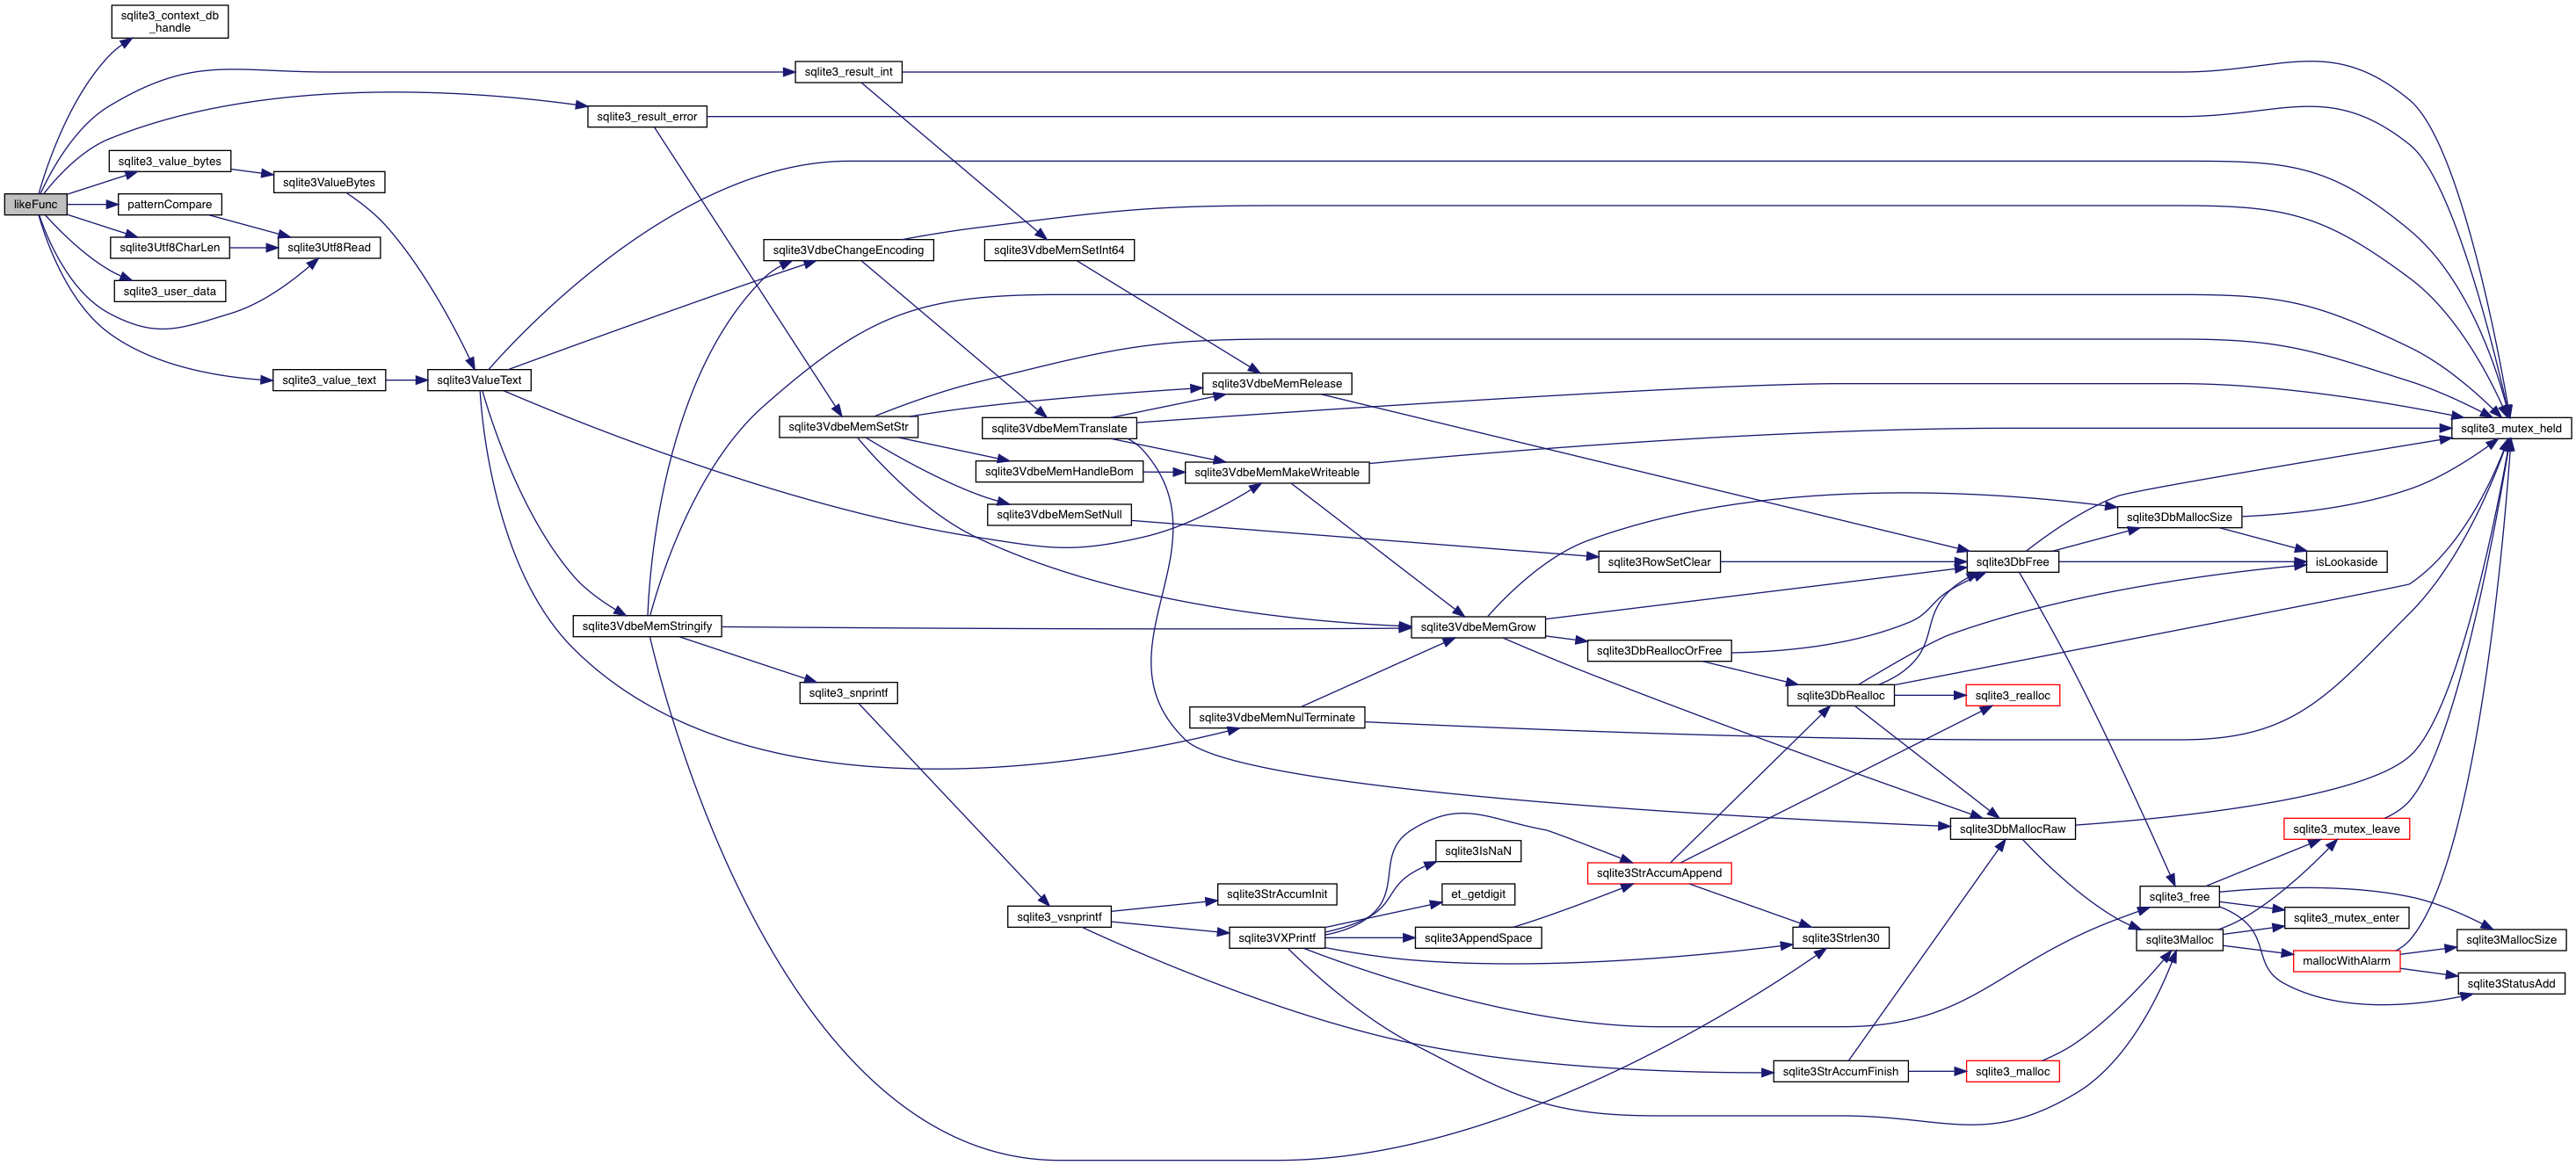 sqlite3_context_db
_handle
sqlite3_result_int
sqlite3_result_error
sqlite3_value_bytes
sqlite3ValueBytes
likeFunc
patternCompare
sqlite3Utf8CharLen
sqlite3Utf8Read
sqlite3_user_data
sqlite3VdbeChangeEncoding
sqlite3VdbeMemSetInt64
sqlite3_value_text
sqlite3ValueText
sqlite3VdbeMemRelease
sqlite3VdbeMemSetStr
sqlite3VdbeMemTranslate
sqlite3_mutex_held
sqlite3VdbeMemHandleBom
sqlite3VdbeMemMakeWriteable
sqlite3VdbeMemSetNull
sqlite3DbMallocSize
sqlite3RowSetClear
sqlite3DbFree
isLookaside
sqlite3VdbeMemStringify
sqlite3VdbeMemGrow
sqlite3DbReallocOrFree
sqlite3_snprintf
sqlite3DbRealloc
sqlite3_realloc
sqlite3VdbeMemNulTerminate
sqlite3DbMallocRaw
sqlite3_mutex_leave
sqlite3IsNaN
sqlite3StrAccumAppend
sqlite3StrAccumInit
et_getdigit
sqlite3_free
sqlite3_vsnprintf
sqlite3_mutex_enter
sqlite3VXPrintf
sqlite3AppendSpace
sqlite3Strlen30
sqlite3Malloc
sqlite3MallocSize
mallocWithAlarm
sqlite3StatusAdd
sqlite3StrAccumFinish
sqlite3_malloc